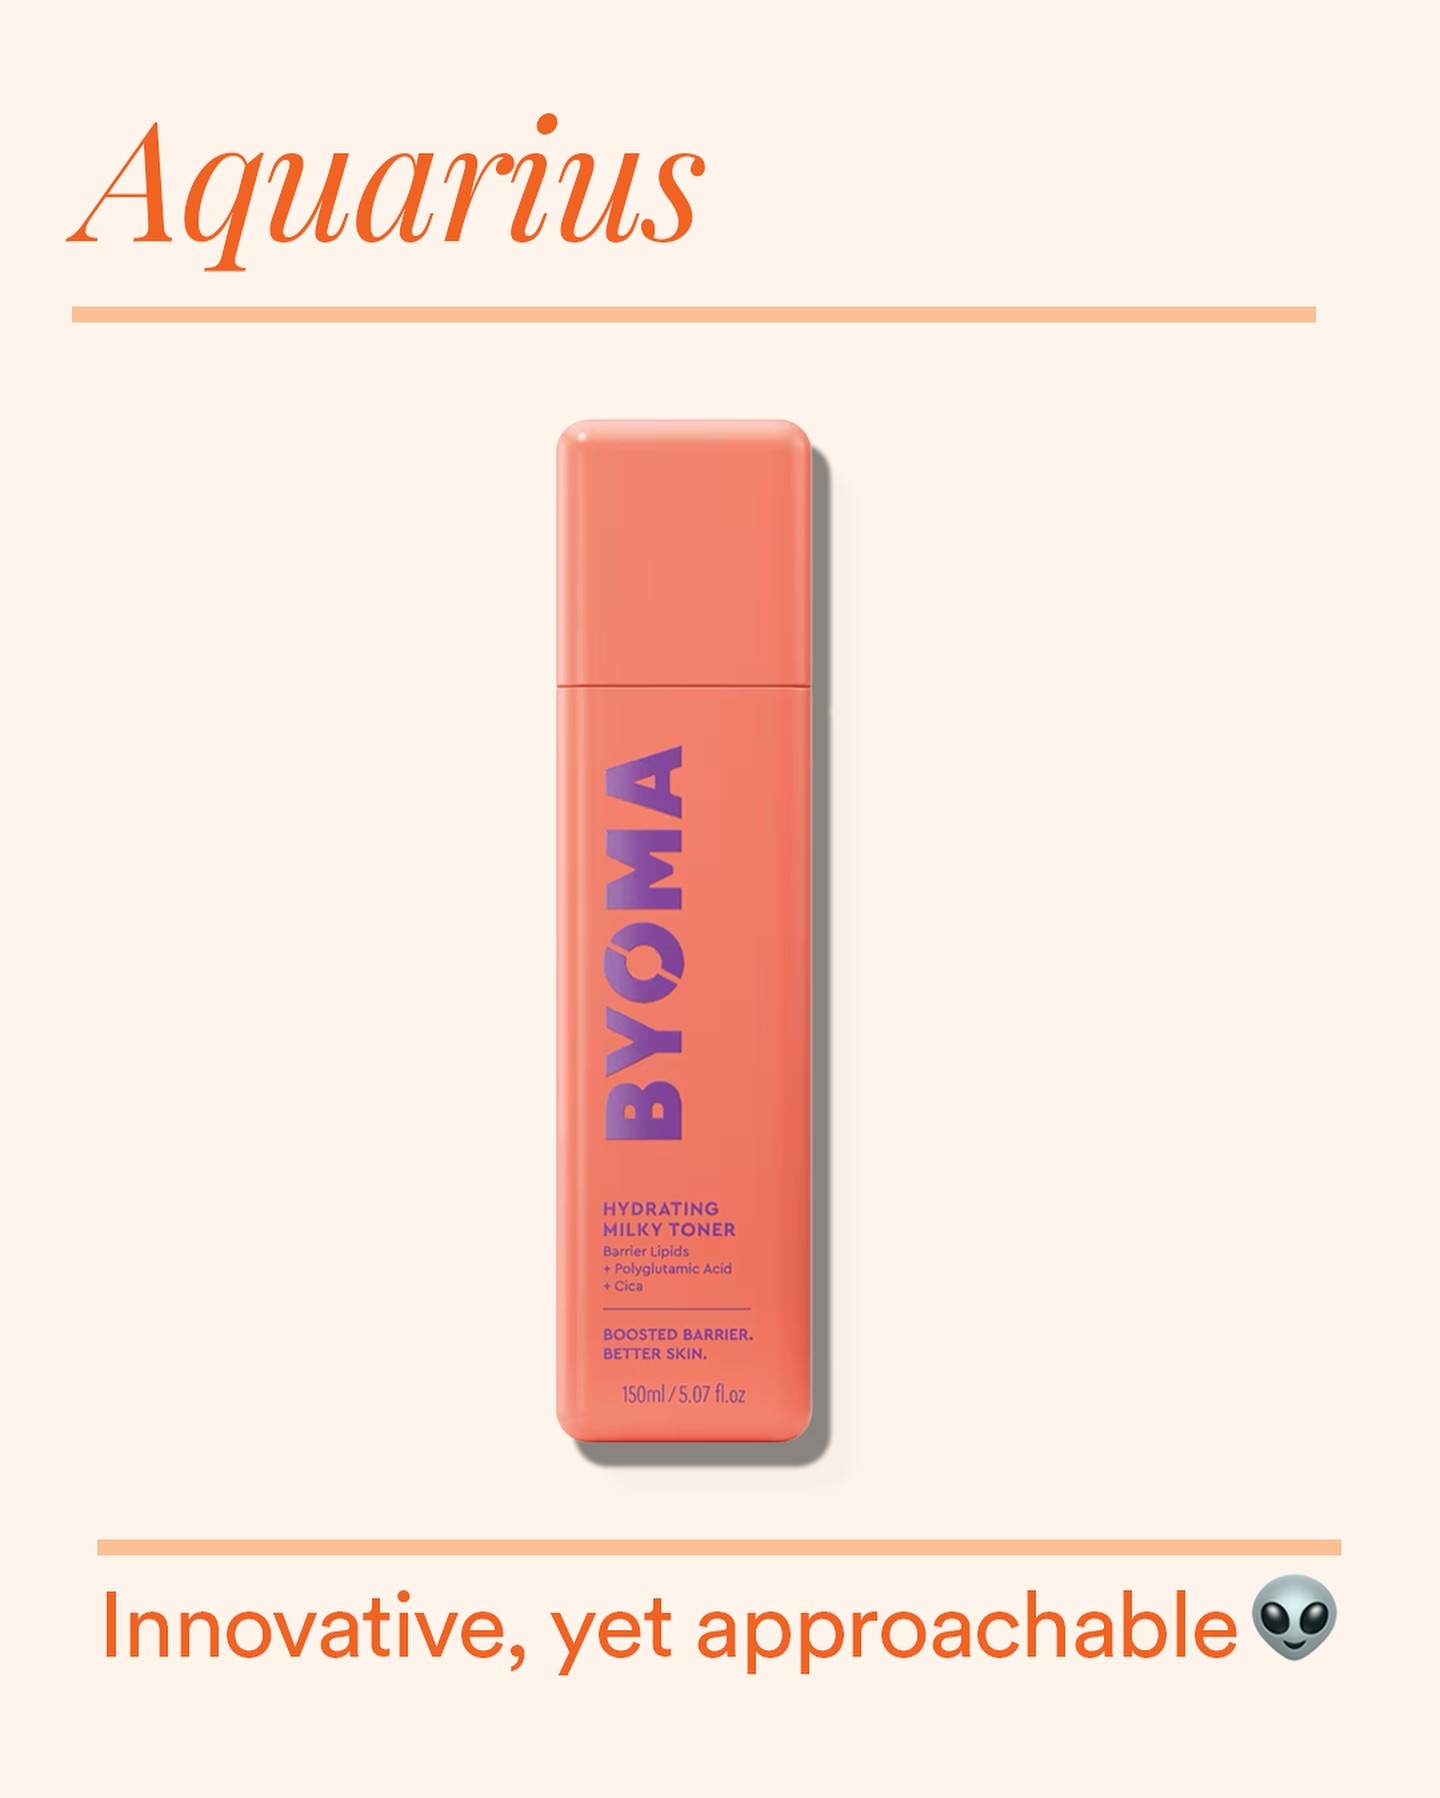 Aquarius
BYOMA
HYDRATING
MILKY TONER
Barrier Lipids
+ Polyglutamic Acid
+ Cica
BOOSTED BARRIER.
BETTER SKIN.
150ml / 5.07 fl.oz
Innovative, yet approachable👽